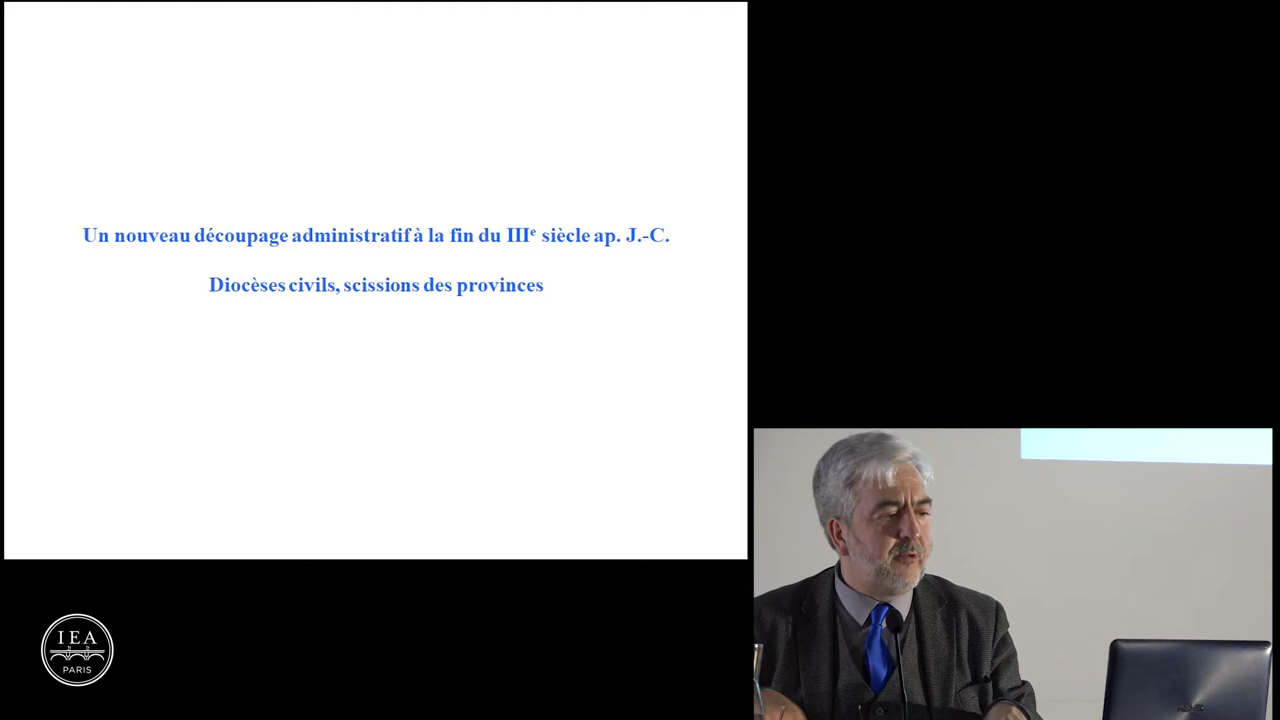 Un nouveau découpage administratif à la fin du IIIᵉ siècle ap. J.-C.
Diocèses civils, scissions des provinces
IEA
PARIS